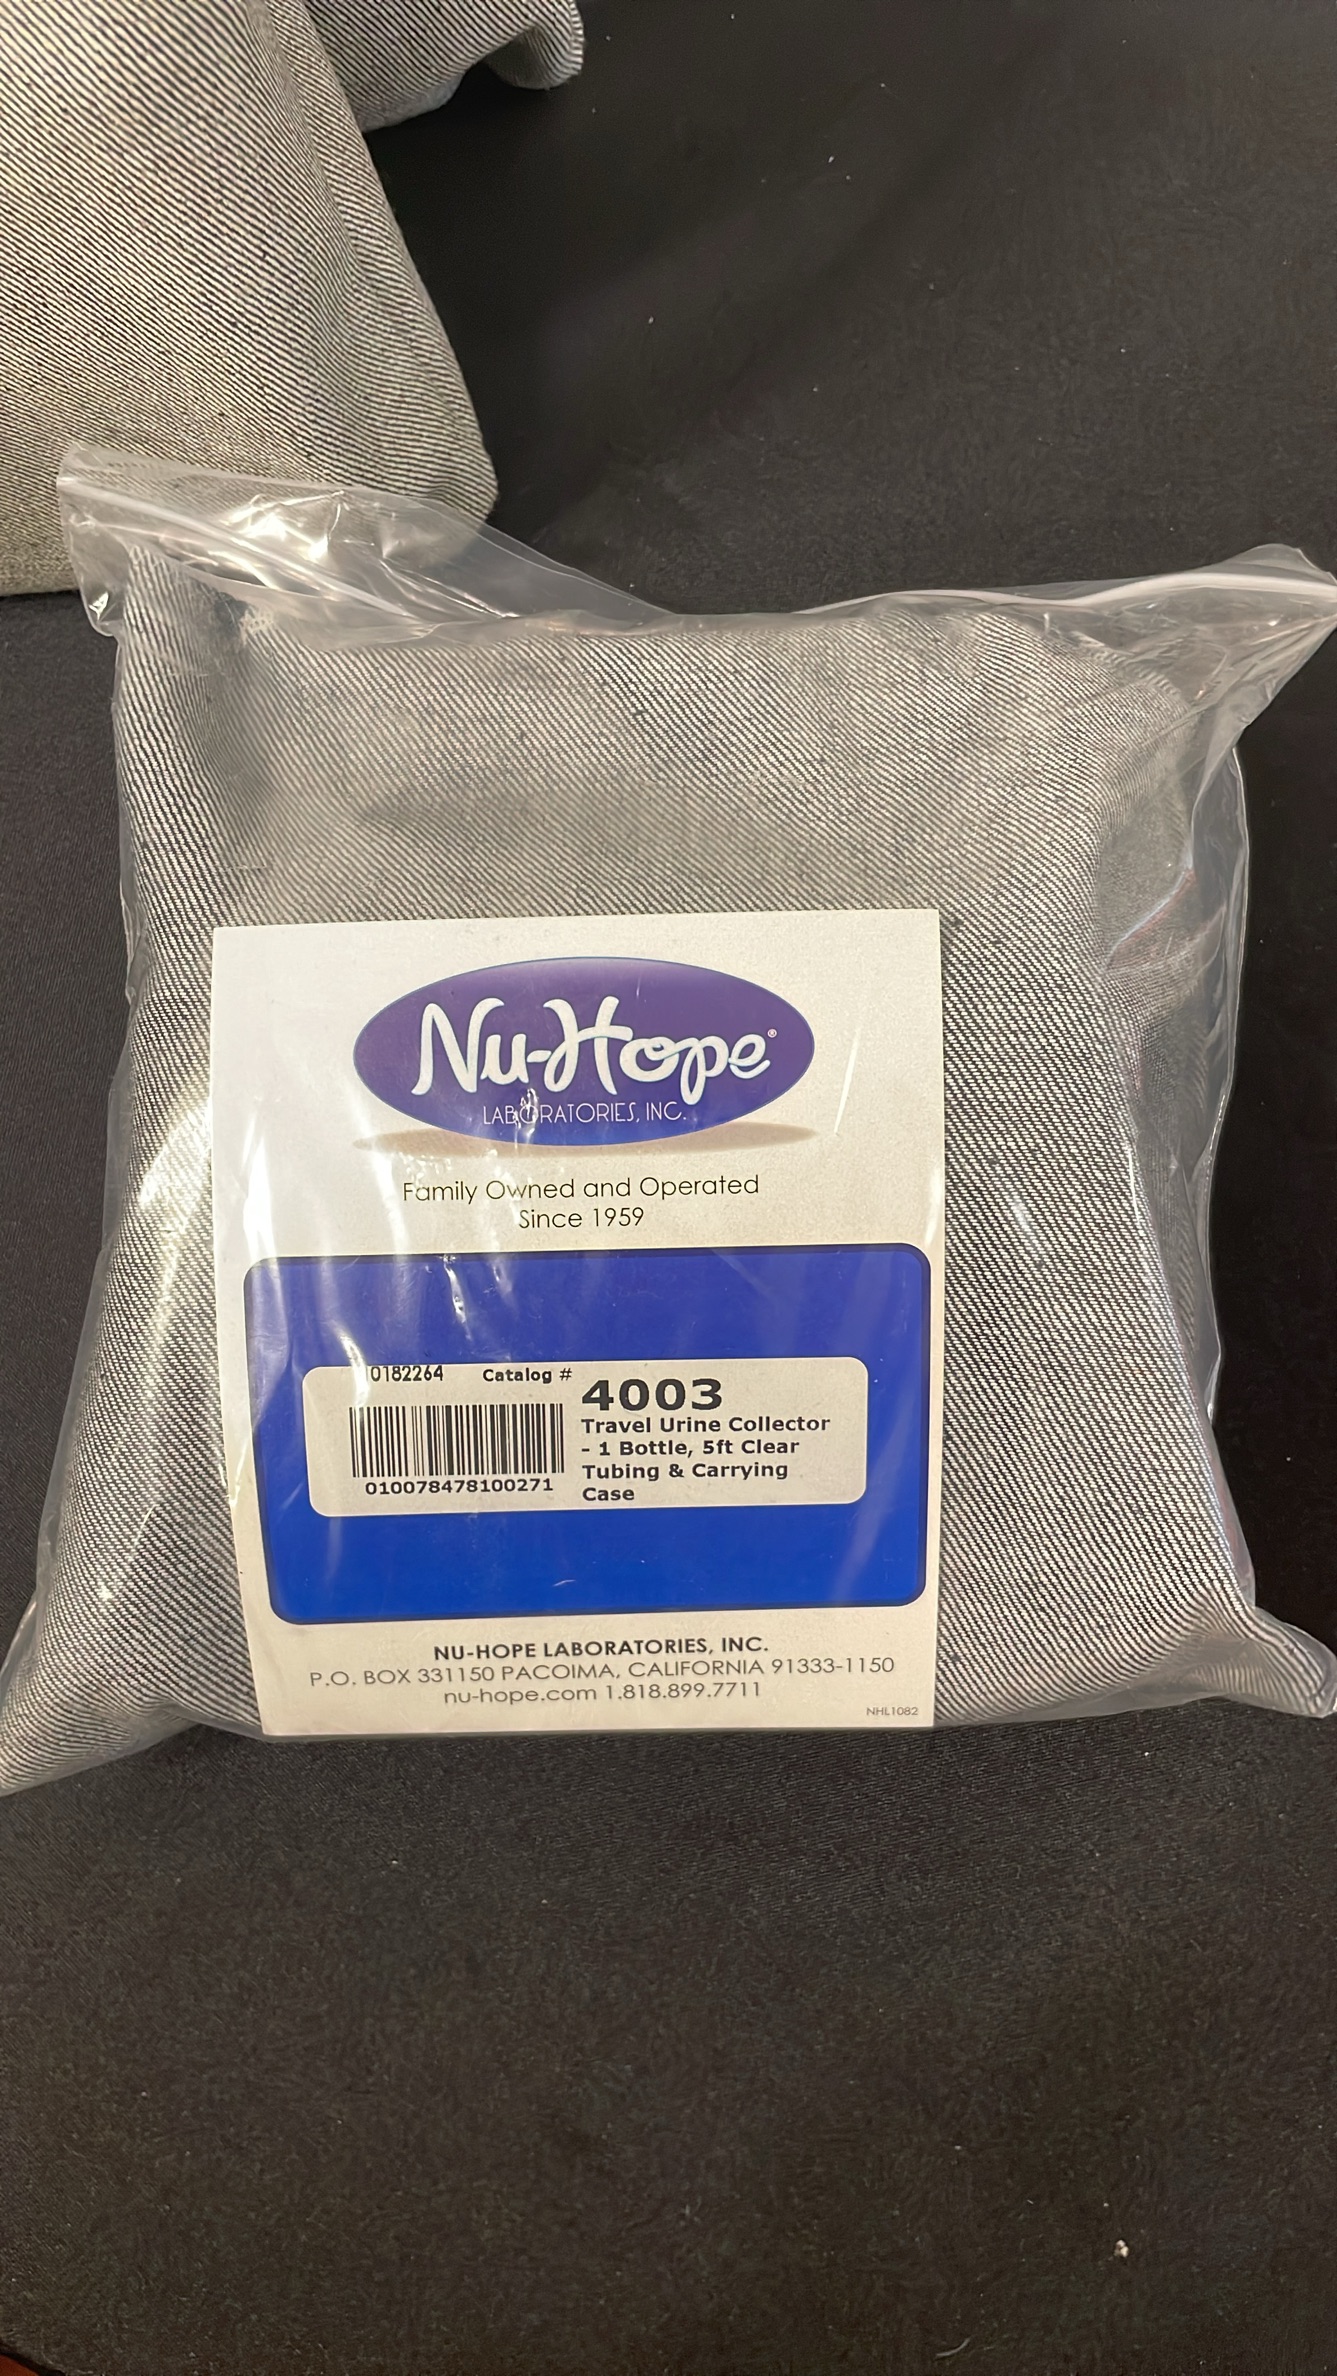 Nu-Hope®
LABORATORIES, INC.
Family Owned and Operated
Since 1959
0182264 Catalog # 4003
Travel Urine Collector
- 1 Bottle, 5ft Clear
Tubing & Carrying
Case
010078478100271
NU-HOPE LABORATORIES, INC.
P.O. BOX 331150 PACOIMA, CALIFORNIA 91333-1150
nu-hope.com 1.818.899.7711
NHL1082